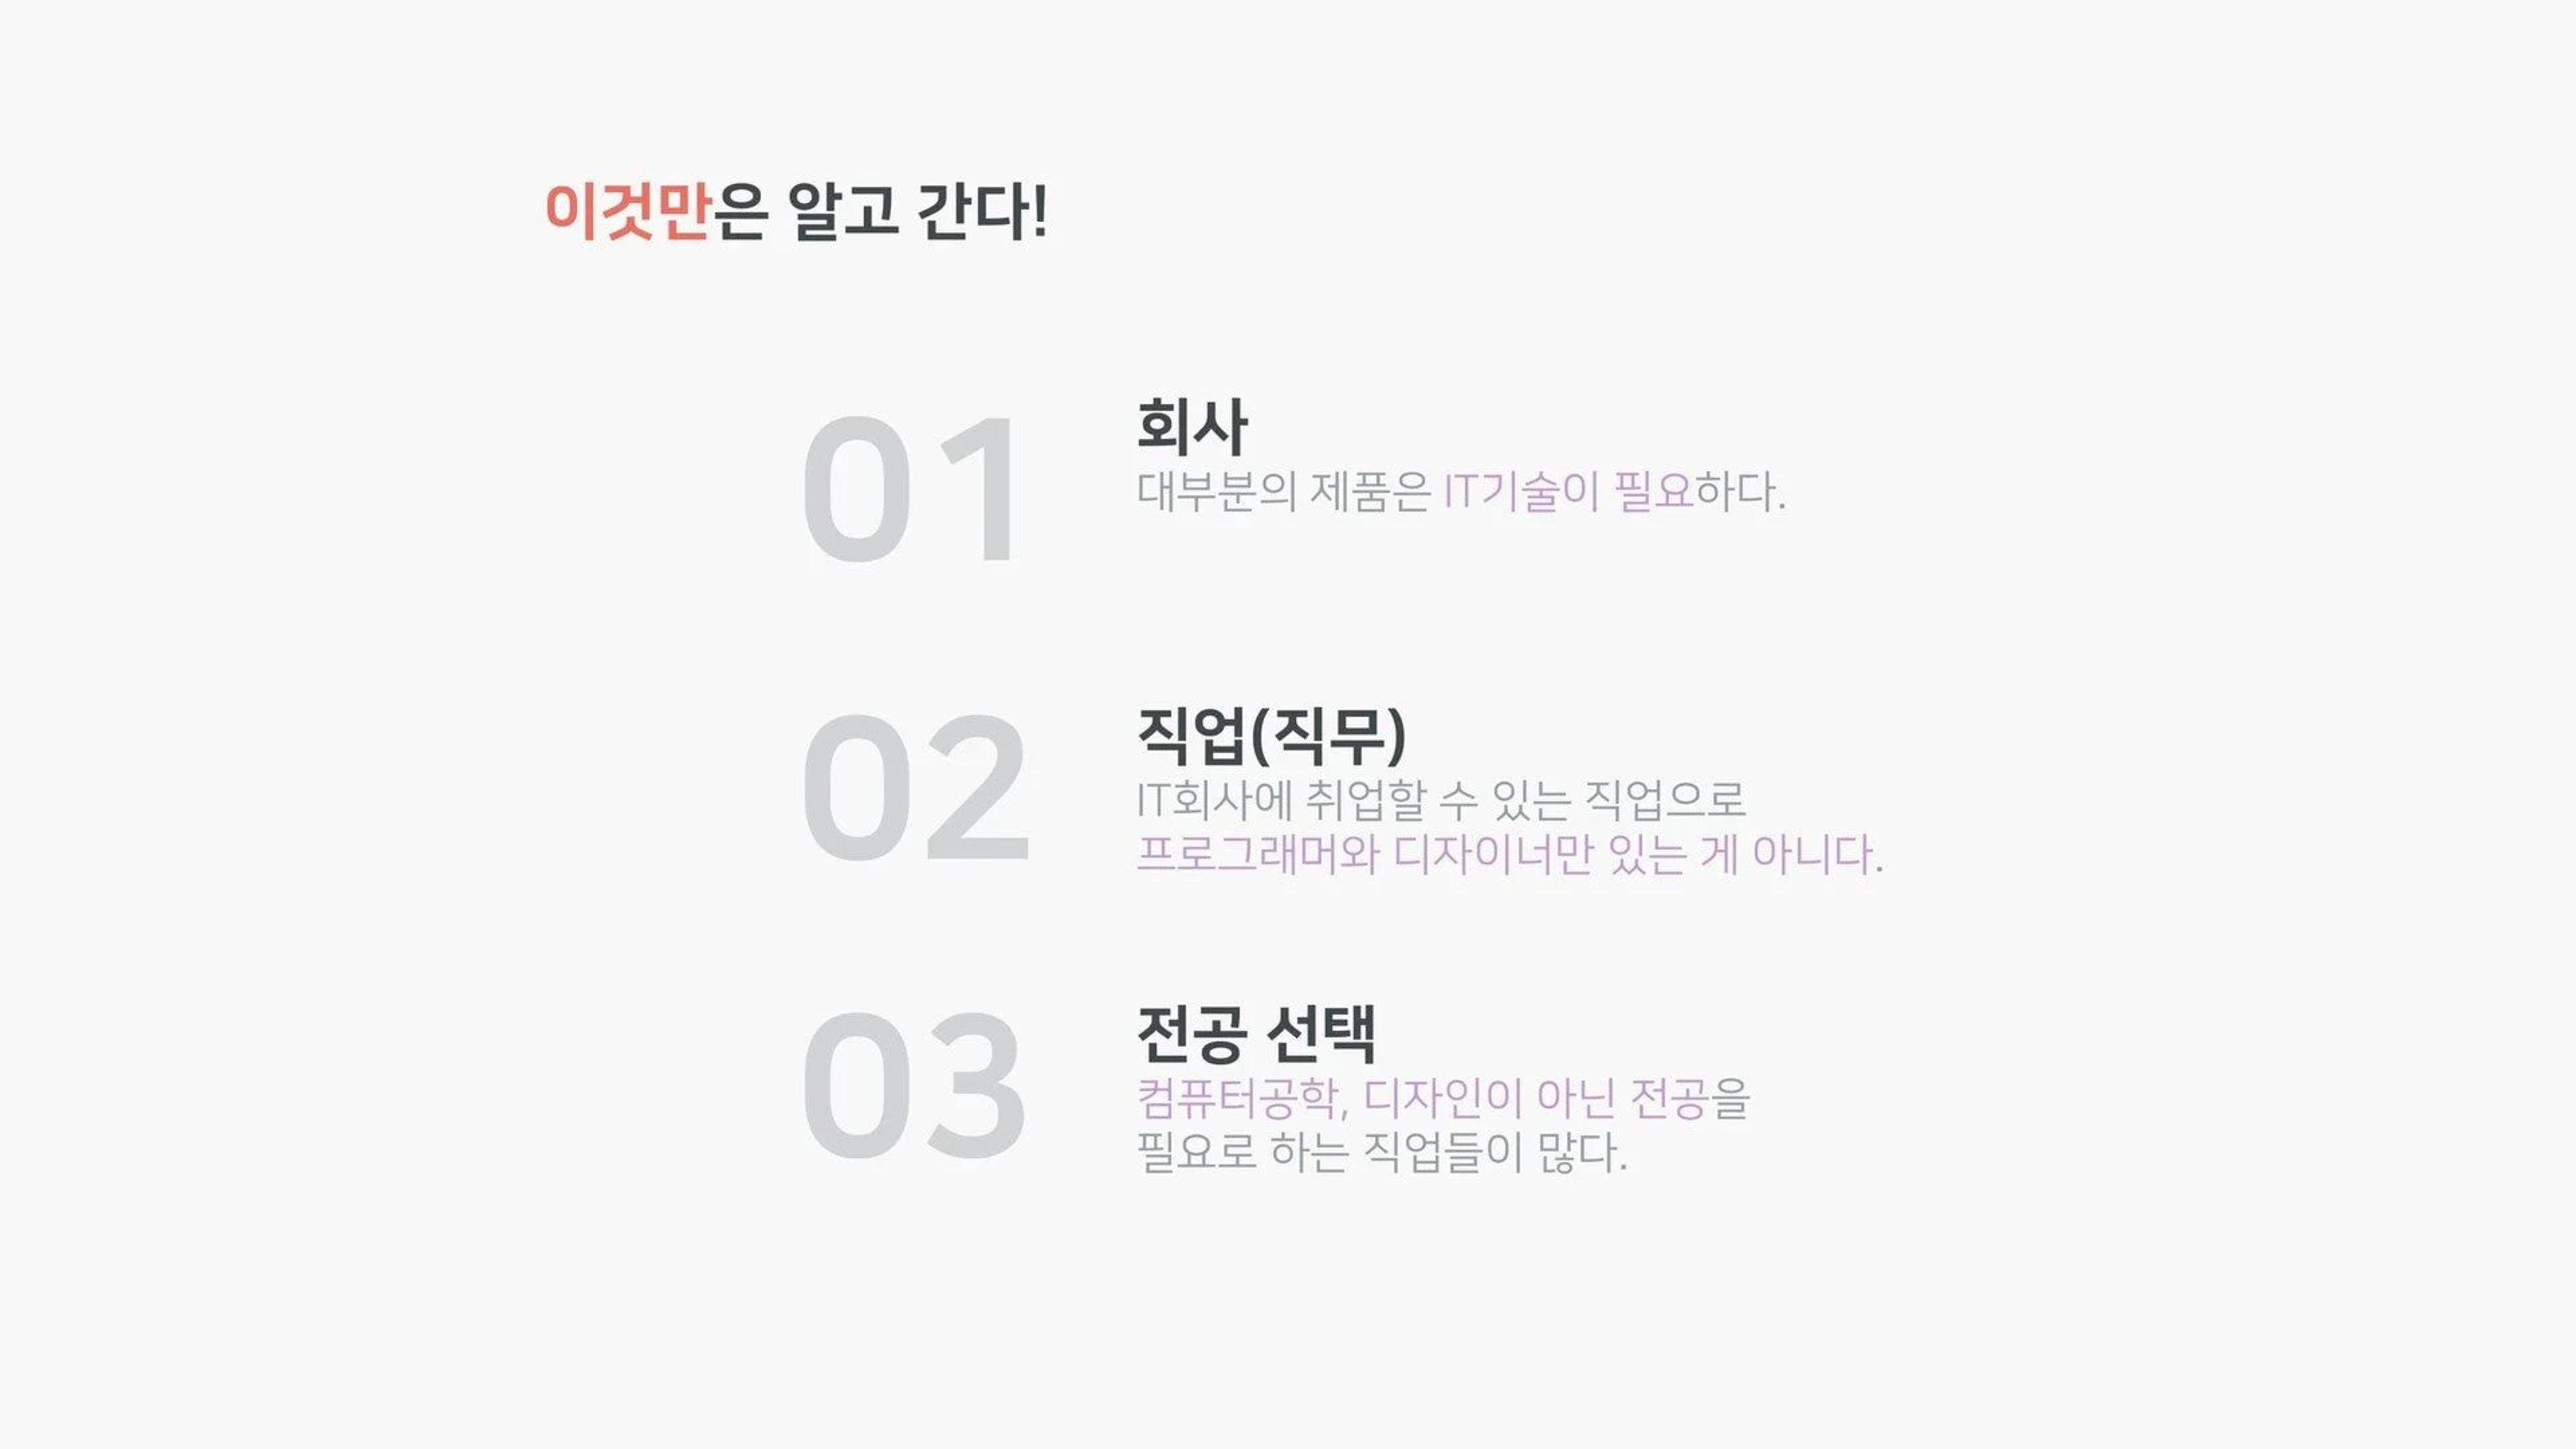 이것만은 알고 간다!
01
회사
대부분의 제품은 IT기술이 필요하다.
02
직업(직무)
IT회사에 취업할 수 있는 직업으로
프로그래머와 디자이너만 있는 게 아니다.
03
전공 선택
컴퓨터공학, 디자인이 아닌 전공을
필요로 하는 직업들이 많다.